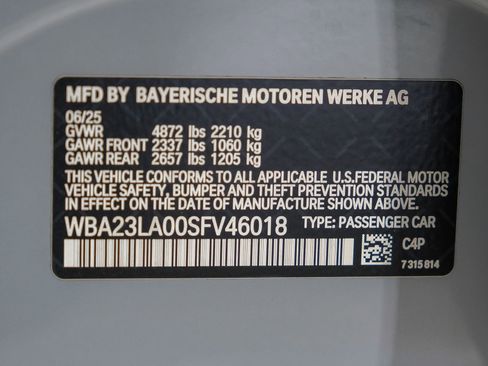 MFD BY BAYERISCHE MOTOREN WERKE AG
06/25
GVWR 4872 lbs 2210 kg
GAWR FRONT 2337 lbs 1060 kg
GAWR REAR 2657 lbs 1205 kg
THIS VEHICLE CONFORMS TO ALL APPLICABLE U.S.FEDERAL MOTOR
VEHICLE SAFETY, BUMPER AND THEFT PREVENTION STANDARDS
IN EFFECT ON THE DATE OF MANUFACTURE SHOWN ABOVE.
WBA23LA00SFV46018 TYPE: PASSENGER CAR
C4P
7315814